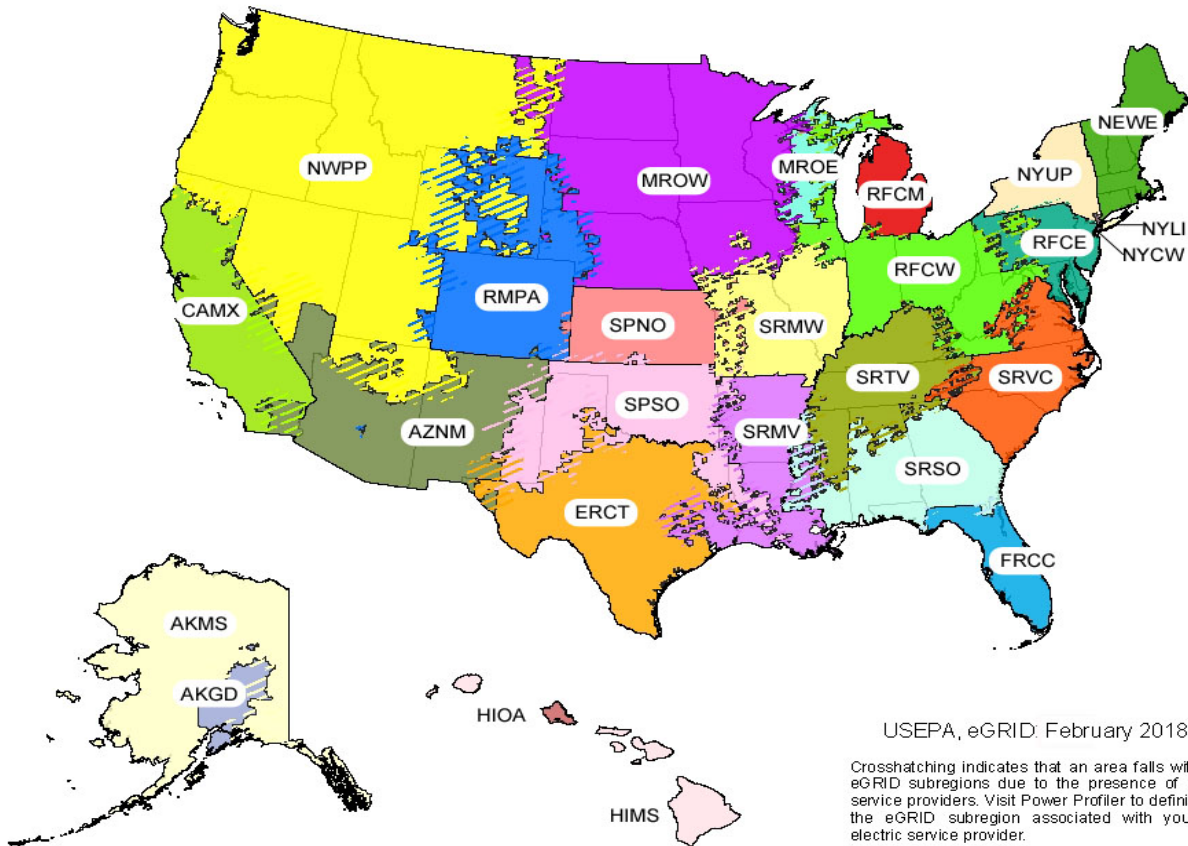 NEWE
NWPP
MROW
MROE
NYUP
RFCM
NYLI
RFCE
NYCW
RFCW
CAMX
RMPA
SPNO
SRMW
SRTV
SRVC
SPSO
AZNM
SRMV
SRSO
ERCT
FRCC
AKMS
AKGD
HIOA
HIMS
USEPA, eGRID: February 2018
Crosshatching indicates that an area falls wit
eGRID subregions due to the presence of
service providers. Visit Power Profiler to defini
the eGRID subregion associated with you
electric service provider.